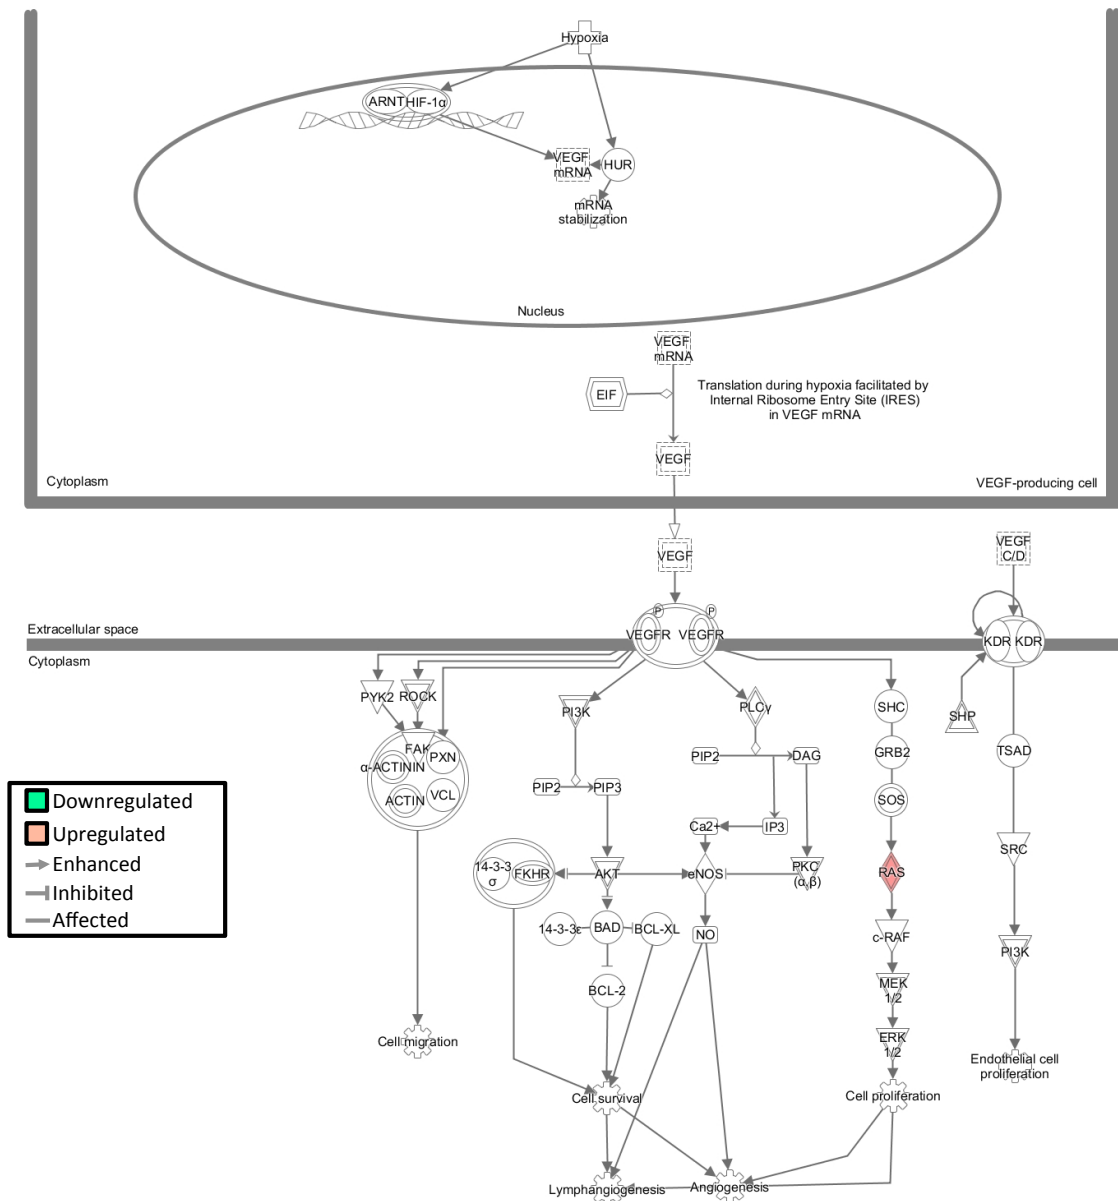 Hypoxia
ARNT HIF-1α
VEGF
mRNA
HUR
mRNA
stabilization
Nucleus
VEGF
mRNA
EIF
Translation during hypoxia facilitated by
Internal Ribosome Entry Site (IRES)
in VEGF mRNA
VEGF
Cytoplasm
VEGF-producing cell
VEGF
VEGF
C/D
P
P
Extracellular space
VEGFR
VEGFR
KDR
KDR
Cytoplasm
PYK2
ROCK
PI3K
PLCγ
SHC
SHP
FAK
PXN
α-ACTININ
ACTIN
VCL
PIP2
DAG
GRB2
TSAD
PIP2
PIP3
SOS
Ca2+
IP3
Downregulated
Upregulated
Enhanced
Inhibited
Affected
14-3-3
σ
FKHR
AKT
eNOS
PKC
(α,β)
RAS
SRC
14-3-3ε
BAD
BCL-XL
NO
c-RAF
PI3K
BCL-2
MEK
1/2
Cell migration
ERK
1/2
Endothelial cell
proliferation
Cell survival
Cell proliferation
Lymphangiogenesis
Angiogenesis